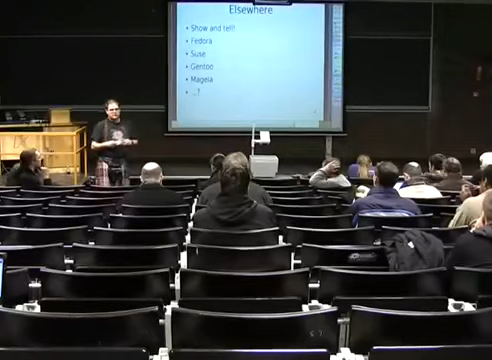 Elsewhere
• Show and tell!
• Fedora
• Suse
• Gentoo
• Mageia
• ...?